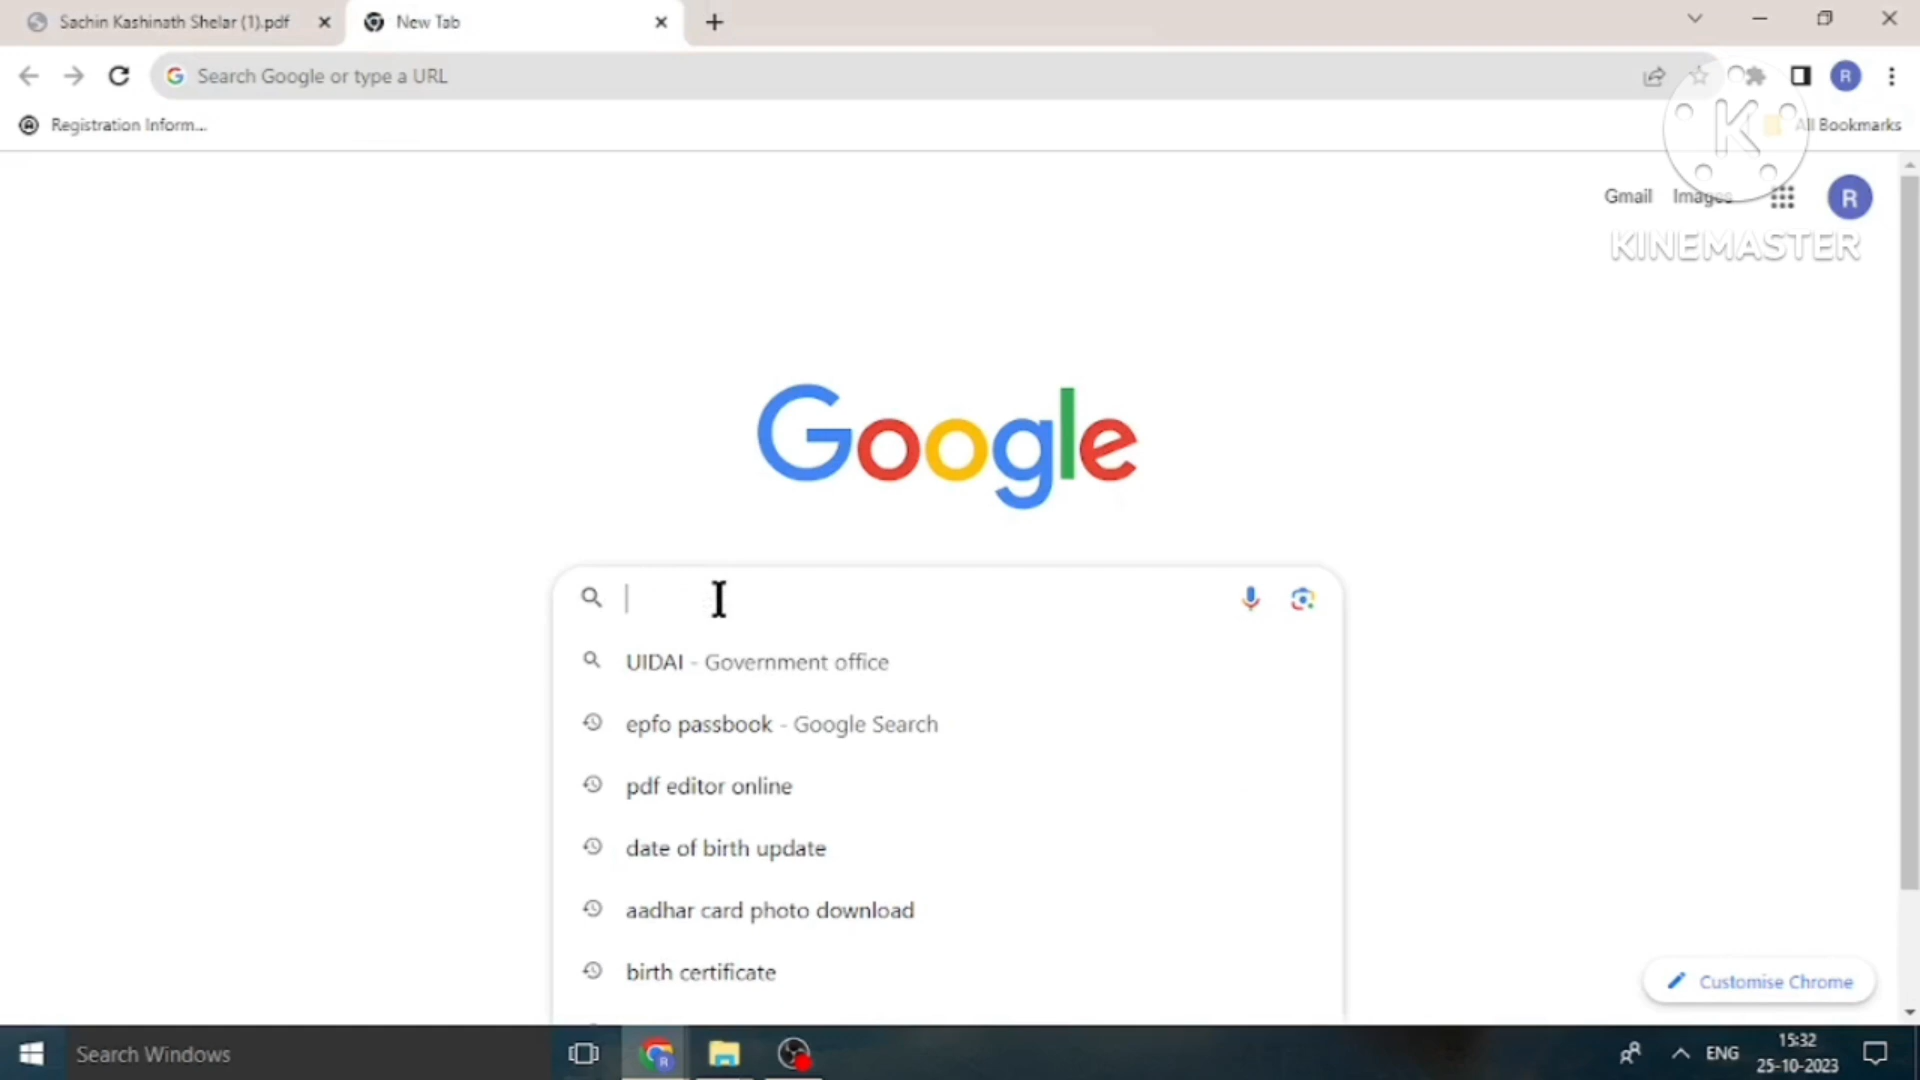 Sachin Kashinath Shelar (1).pdf
New Tab
Search Google or type a URL
R
Registration Inform...
All Bookmarks
K
Gmail
Images
R
KINEMASTER
Google
UIDAI - Government office
epfo passbook - Google Search
pdf editor online
date of birth update
aadhar card photo download
birth certificate
Customise Chrome
Search Windows
R
ENG
15:32
25-10-2023